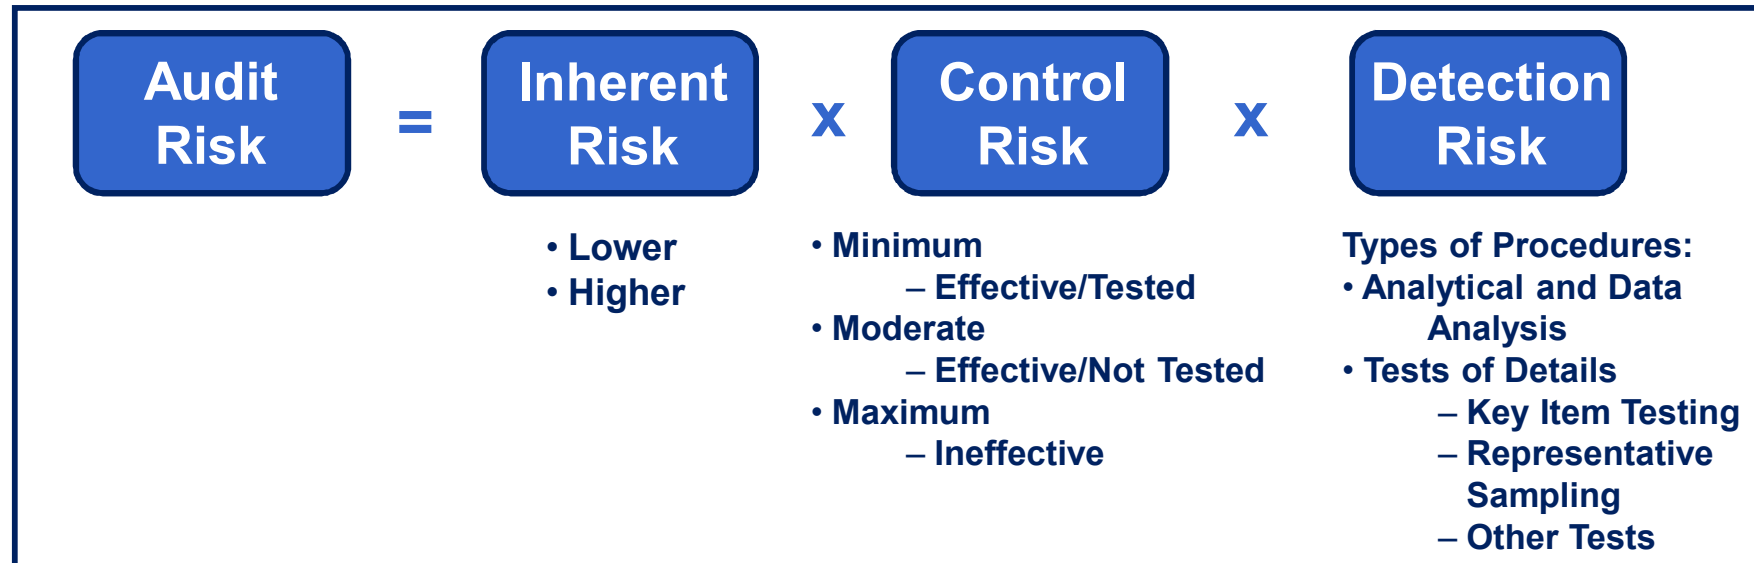 Audit
Risk
=
Inherent
Risk
x
Control
Risk
x
Detection
Risk
• Lower
• Higher
• Minimum
– Effective/Tested
• Moderate
– Effective/Not Tested
• Maximum
– Ineffective
Types of Procedures:
• Analytical and Data
Analysis
• Tests of Details
– Key Item Testing
– Representative
Sampling
– Other Tests